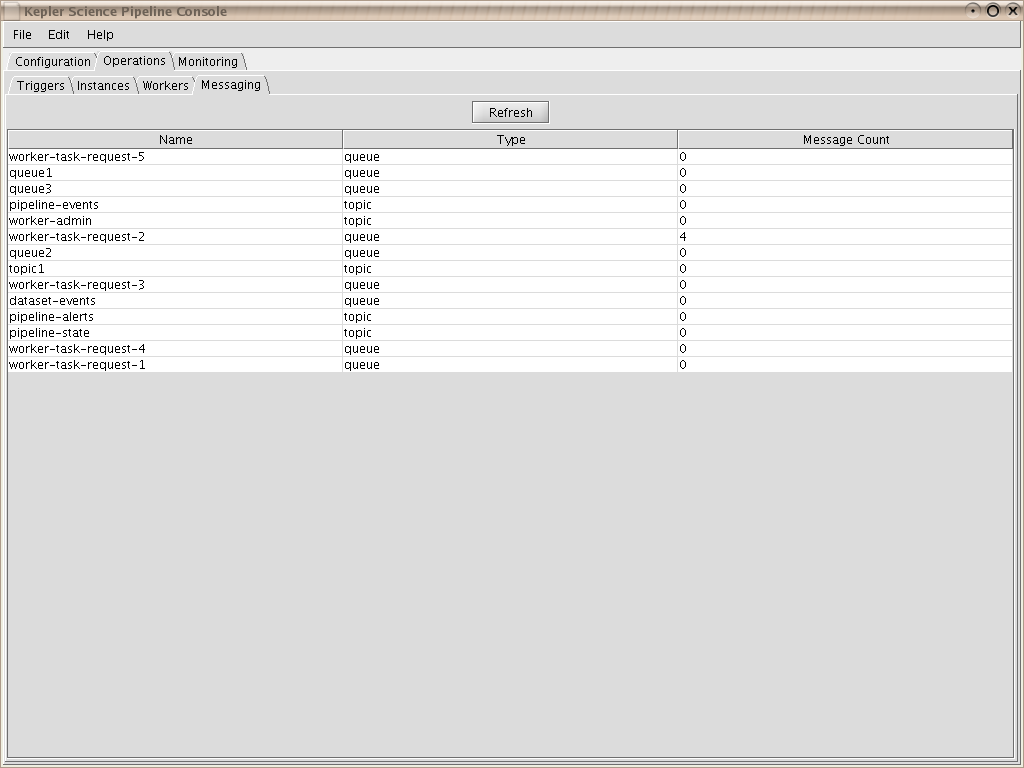 Kepler Science Pipeline Console
File Edit Help
Configuration Operations Monitoring
Triggers Instances Workers Messaging
Refresh
Name Type Message Count
worker-task-request-5 queue 0
queue1 queue 0
queue3 queue 0
pipeline-events topic 0
worker-admin topic 0
worker-task-request-2 queue 4
queue2 queue 0
topic1 topic 0
worker-task-request-3 queue 0
dataset-events queue 0
pipeline-alerts topic 0
pipeline-state topic 0
worker-task-request-4 queue 0
worker-task-request-1 queue 0